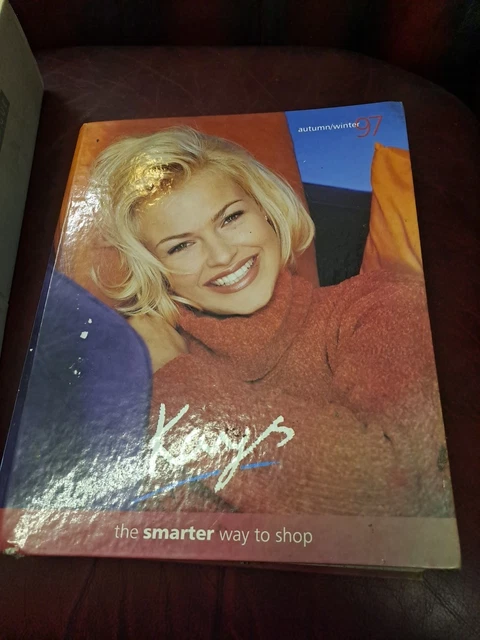 autumn/winter 97
Kays
the smarter way to shop